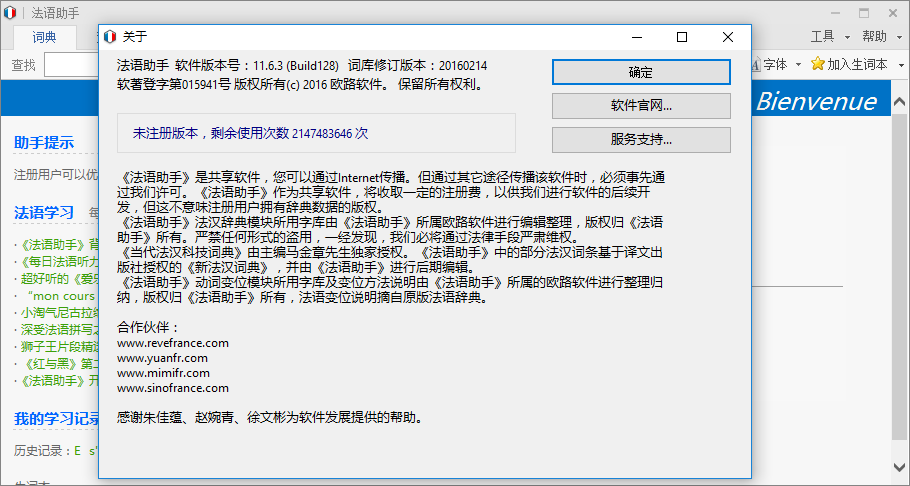 法语助手
词典
工具
帮助
查找
字体
加入生词本
Bienvenue
助手提示
注册用户可以优
法语学习
·《法语助手》背
·《每日法语听力
·超好听的《爱乐
·“mon cours
·小淘气尼古拉绘
·深受法语拼写之
·狮子王片段精选
·《红与黑》第二
·《法语助手》开
我的学习记录
历史记录：E s'
关于
法语助手 软件版本号：11.6.3 (Build128) 词库修订版本：20160214
软著登字第015941号 版权所有(c) 2016 欧路软件。 保留所有权利。
未注册版本，剩余使用次数 2147483646 次
确定
软件官网...
服务支持...
《法语助手》是共享软件，您可以通过Internet传播。但通过其它途径传播该软件时，必须事先通
过我们许可。《法语助手》作为共享软件，将收取一定的注册费，以供我们进行软件的后续开
发，但这不意味注册用户拥有辞典数据的版权。
《法语助手》法汉辞典模块所用字库由《法语助手》所属欧路软件进行编辑整理，版权归《法语
助手》所有。严禁任何形式的盗用，一经发现，我们必将通过法律手段严肃维权。
《当代法汉科技词典》由主编马金章先生独家授权。《法语助手》中的部分法汉词条基于译文出
版社授权的《新法汉词典》，并由《法语助手》进行后期编辑。
《法语助手》动词变位模块所用字库及变位方法说明由《法语助手》所属的欧路软件进行整理归
纳，版权归《法语助手》所有，法语变位说明摘自原版法语辞典。
合作伙伴：
www.revefrance.com
www.yuanfr.com
www.mimifr.com
www.sinofrance.com
感谢朱佳蕴、赵婉青、徐文彬为软件发展提供的帮助。